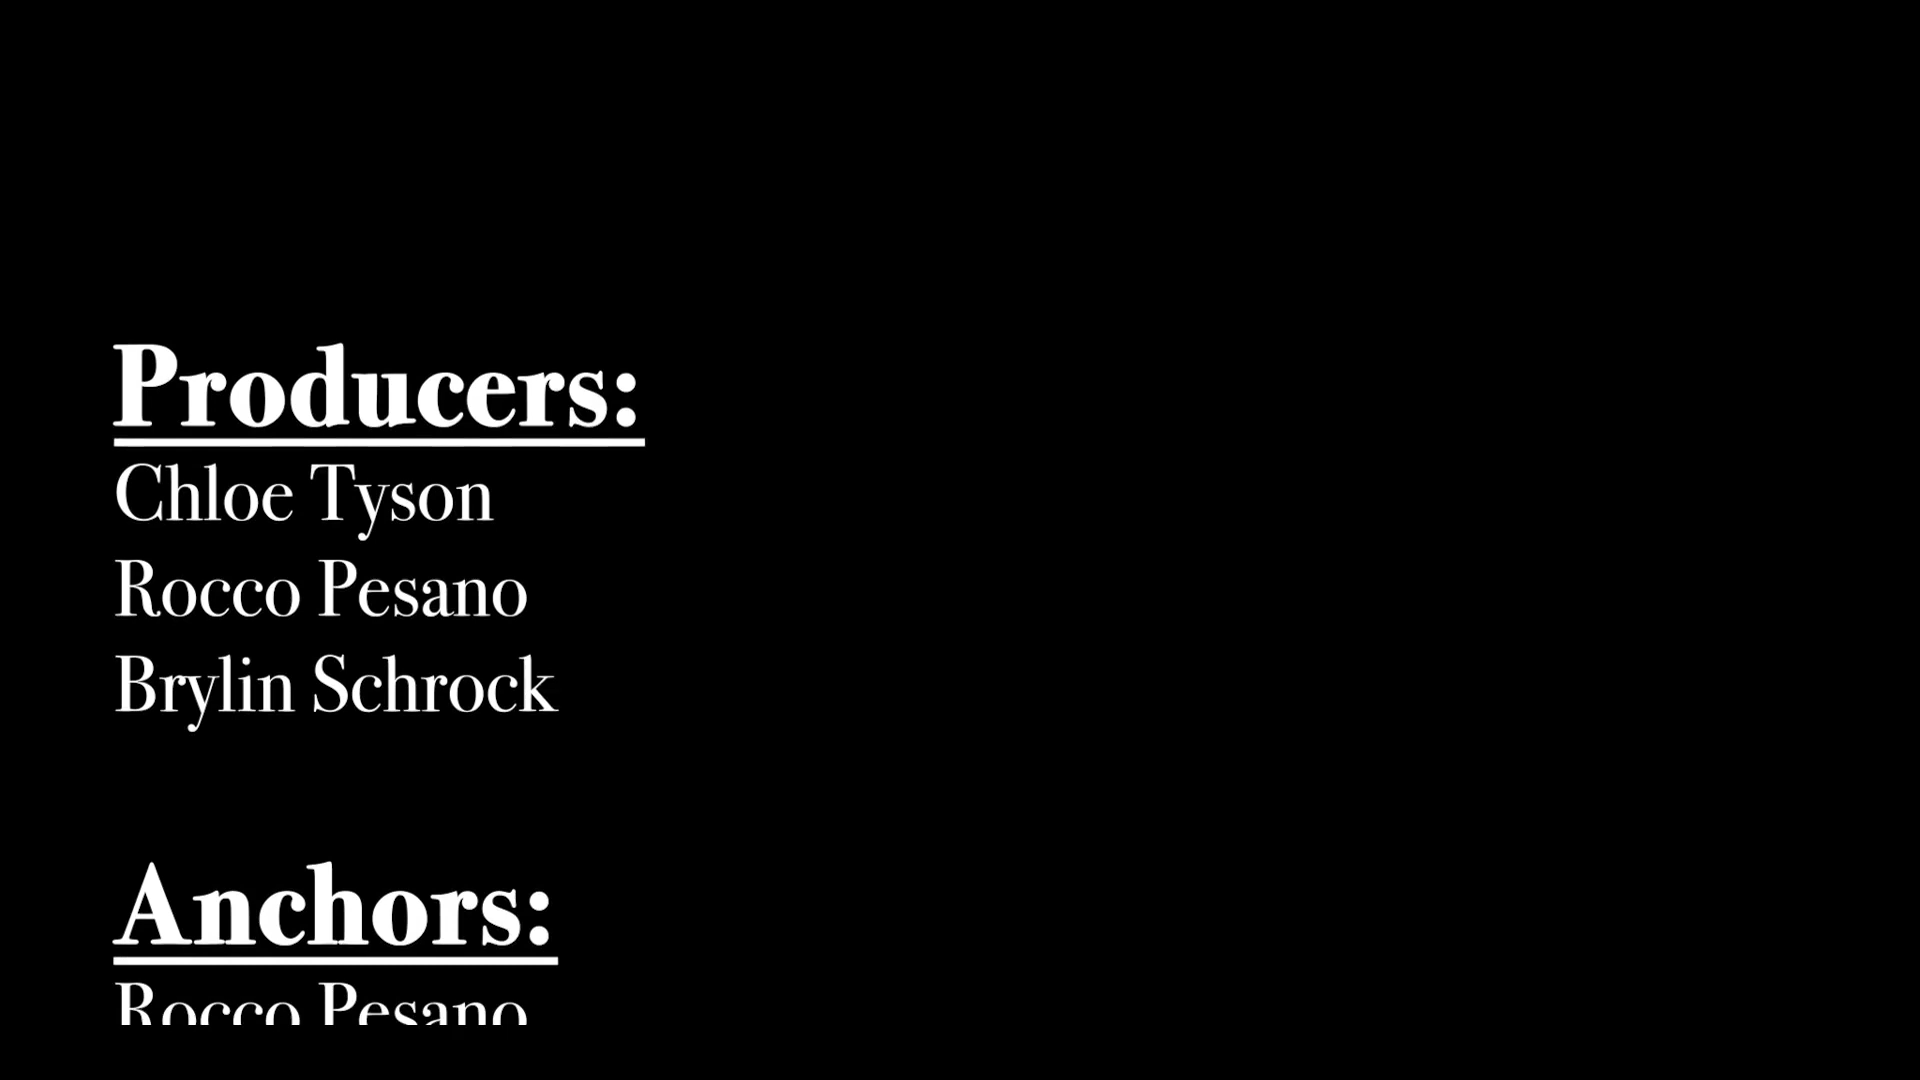 Producers:
Chloe Tyson
Rocco Pesano
Brylin Schrock
Anchors:
Rocco Pesano